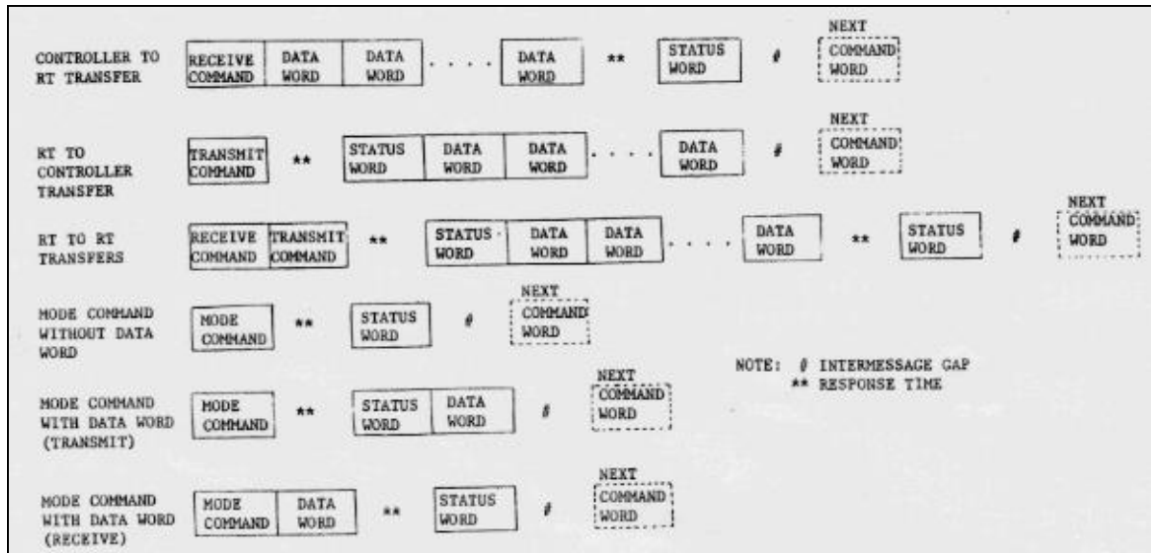 NEXT
CONTROLLER TO RECEIVE DATA DATA DATA ** STATUS # COMMAND
RT TRANSFER COMMAND WORD WORD . . . . WORD WORD WORD
NEXT
RT TO TRANSMIT ** STATUS DATA DATA DATA # COMMAND
CONTROLLER COMMAND WORD WORD WORD . . . . WORD WORD
TRANSFER
NEXT
RT TO RT RECEIVE TRANSMIT ** STATUS DATA DATA DATA ** STATUS # COMMAND
TRANSFERS COMMAND COMMAND WORD WORD WORD . . . . WORD WORD WORD
NEXT
MODE COMMAND MODE ** STATUS # COMMAND
WITHOUT DATA COMMAND WORD WORD
WORD
NOTE: # INTERMESSAGE GAP
** RESPONSE TIME
NEXT
MODE COMMAND MODE ** STATUS DATA # COMMAND
WITH DATA WORD COMMAND WORD WORD WORD
(TRANSMIT)
NEXT
MODE COMMAND MODE DATA ** STATUS # COMMAND
WITH DATA WORD COMMAND WORD WORD WORD
(RECEIVE)